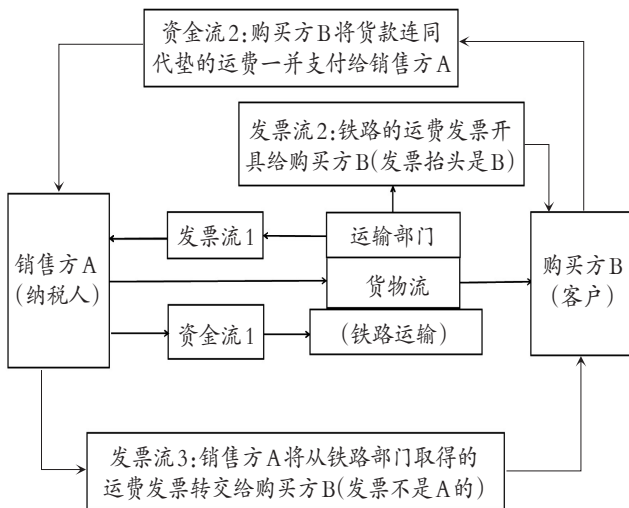 资金流2:购买方B将货款连同
代垫的运费一并支付给销售方A
发票流2:铁路的运费发票开
具给购买方B(发票抬头是B)
发票流1
运输部门
销售方A
(纳税人)
货物流
购买方B
(客户)
资金流1
(铁路运输)
发票流3:销售方A将从铁路部门取得的
运费发票转交给购买方B(发票不是A的)